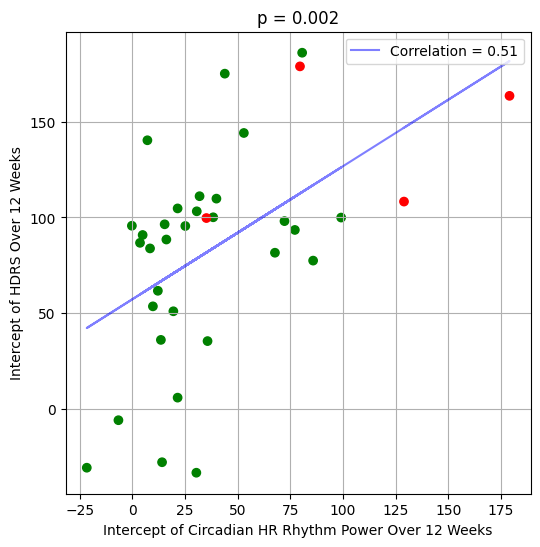 p = 0.002
Correlation = 0.51
Intercept of HDRS Over 12 Weeks
150
100
50
0
−25 0 25 50 75 100 125 150 175
Intercept of Circadian HR Rhythm Power Over 12 Weeks